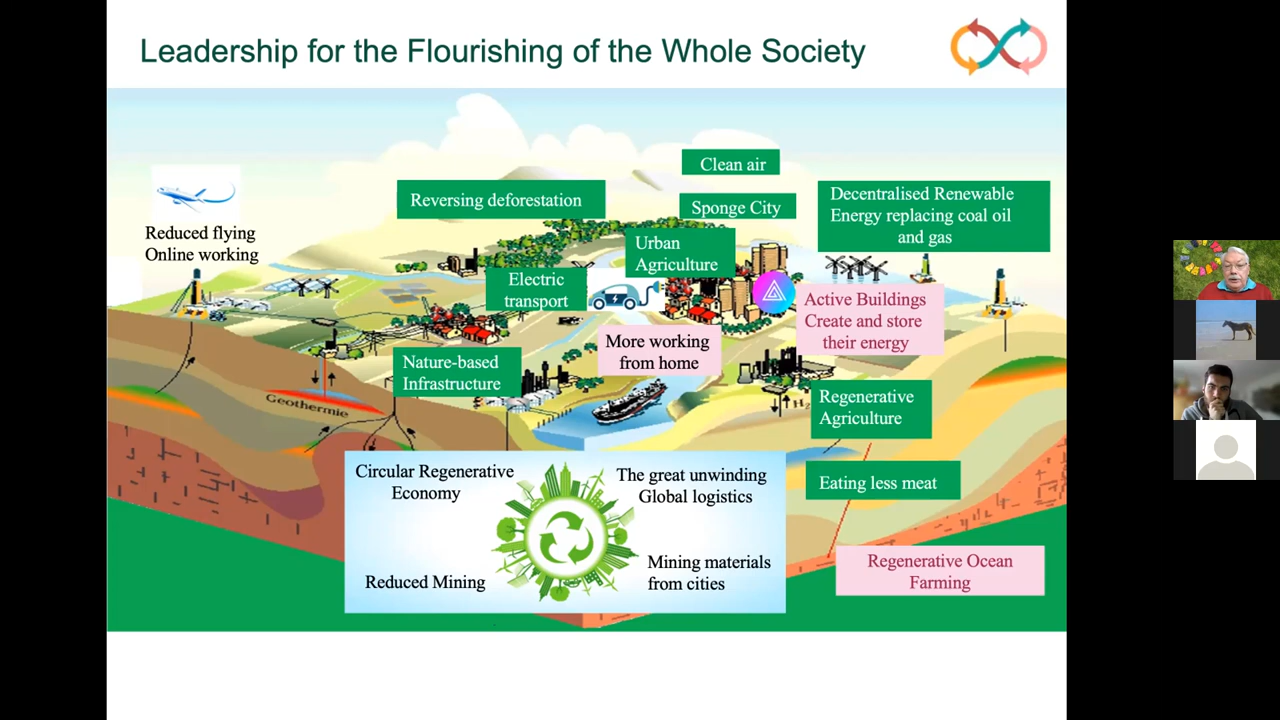 Leadership for the Flourishing of the Whole Society
Clean air
Reversing deforestation
Sponge City
Decentralised Renewable
Energy replacing coal oil
and gas
Reduced flying
Online working
Urban
Agriculture
Electric
transport
Active Buildings
Create and store
their energy
More working
from home
Nature-based
Infrastructure
Geothermie
H2
Regenerative
Agriculture
Circular Regenerative
Economy
The great unwinding
Global logistics
Eating less meat
Reduced Mining
Mining materials
from cities
Regenerative Ocean
Farming